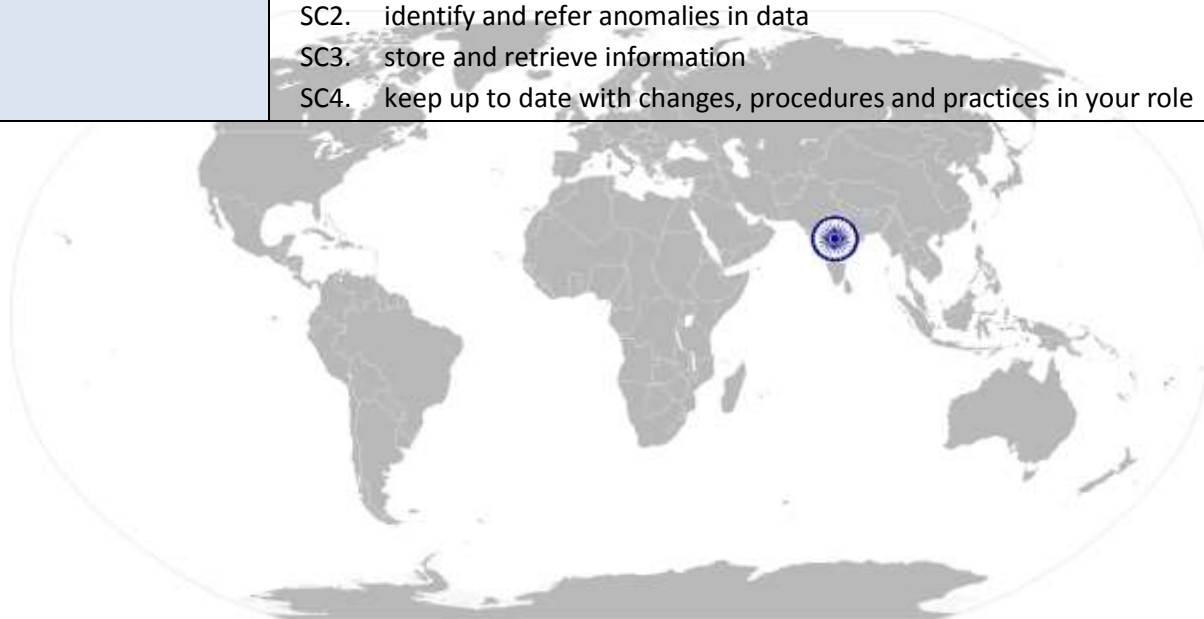 SC2. identify and refer anomalies in data
SC3. store and retrieve information
SC4. keep up to date with changes, procedures and practices in your role